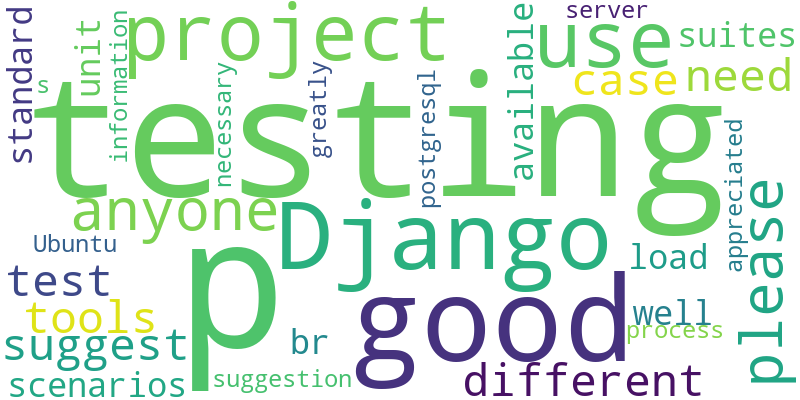 server
project
use
suites
standard
unit
information
s
available
case
need
necessary
greatly
postgresql
testing
appreciated
anyone
Django
please
Ubuntu
p
load
test
good
well
tools
process
suggest
br
scenarios
suggestion
different